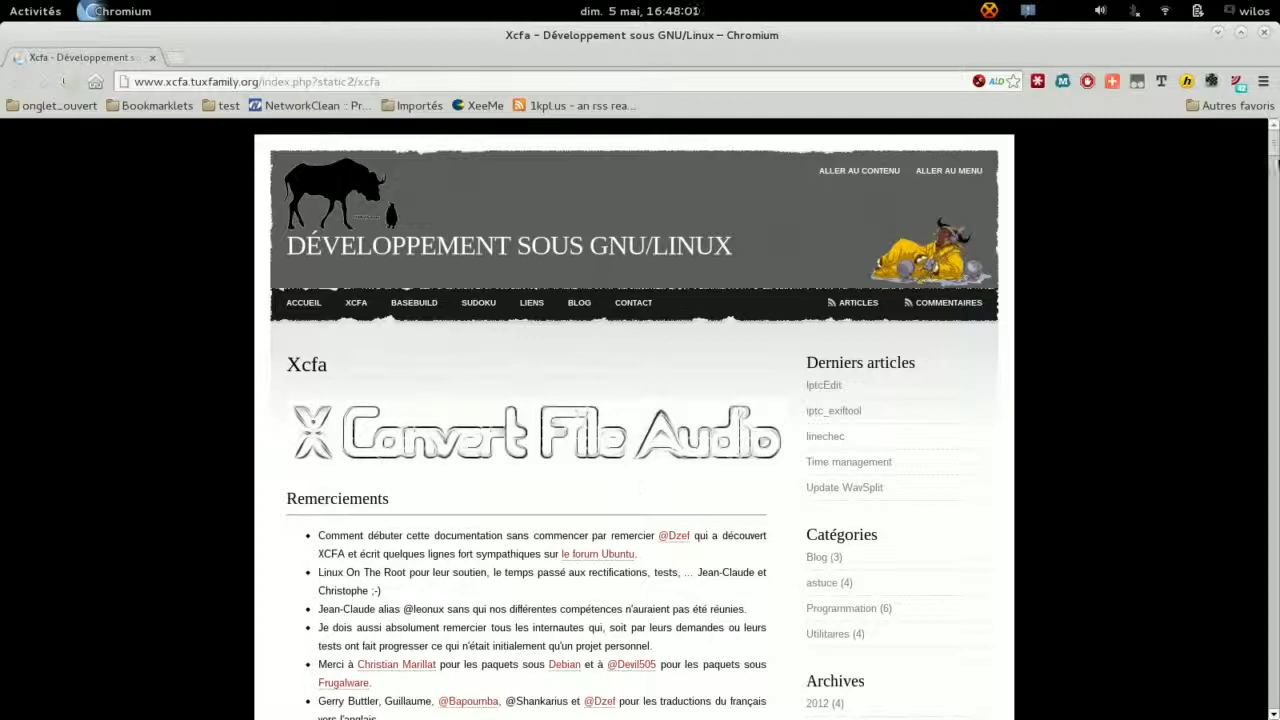 Activités Chromium dim. 5 mai, 16:48:01 wilos
Xcfa – Développement sous GNU/Linux – Chromium
Xcfa - Développement s
www.xcfa.tuxfamily.org/index.php?static2/xcfa
onglet_ouvert Bookmarklets test NetworkClean :: Pr... Importés XeeMe 1kpl.us - an rss rea... Autres favoris
ALLER AU CONTENU ALLER AU MENU
DÉVELOPPEMENT SOUS GNU/LINUX
ACCUEIL XCFA BASEBUILD SUDOKU LIENS BLOG CONTACT ARTICLES COMMENTAIRES
Xcfa
X Convert File Audio
Remerciements
Comment débuter cette documentation sans commencer par remercier @Dzef qui a découvert
XCFA et écrit quelques lignes fort sympathiques sur le forum Ubuntu.
Linux On The Root pour leur soutien, le temps passé aux rectifications, tests, ... Jean-Claude et
Christophe ;-)
Jean-Claude alias @leonux sans qui nos différentes compétences n'auraient pas été réunies.
Je dois aussi absolument remercier tous les internautes qui, soit par leurs demandes ou leurs
tests ont fait progresser ce qui n'était initialement qu'un projet personnel.
Merci à Christian Marillat pour les paquets sous Debian et à @Devil505 pour les paquets sous
Frugalware.
Gerry Buttler, Guillaume, @Bapoumba, @Shankarius et @Dzef pour les traductions du français
vers l'anglais.
Derniers articles
IptcEdit
iptc_exiftool
linechec
Time management
Update WavSplit
Catégories
Blog (3)
astuce (4)
Programmation (6)
Utilitaires (4)
Archives
2012 (4)